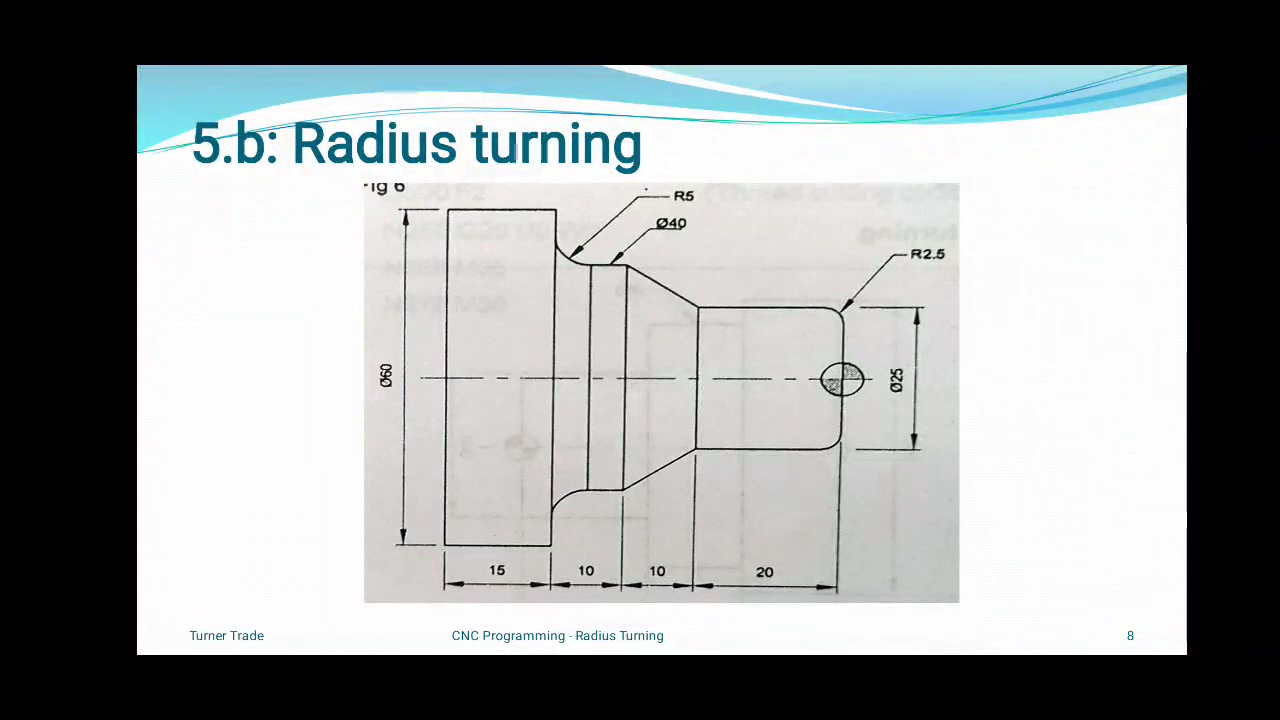 5.b: Radius turning
R5
Ø40
R2.5
Ø60
Ø25
15
10
10
20
Turner Trade
CNC Programming - Radius Turning
8